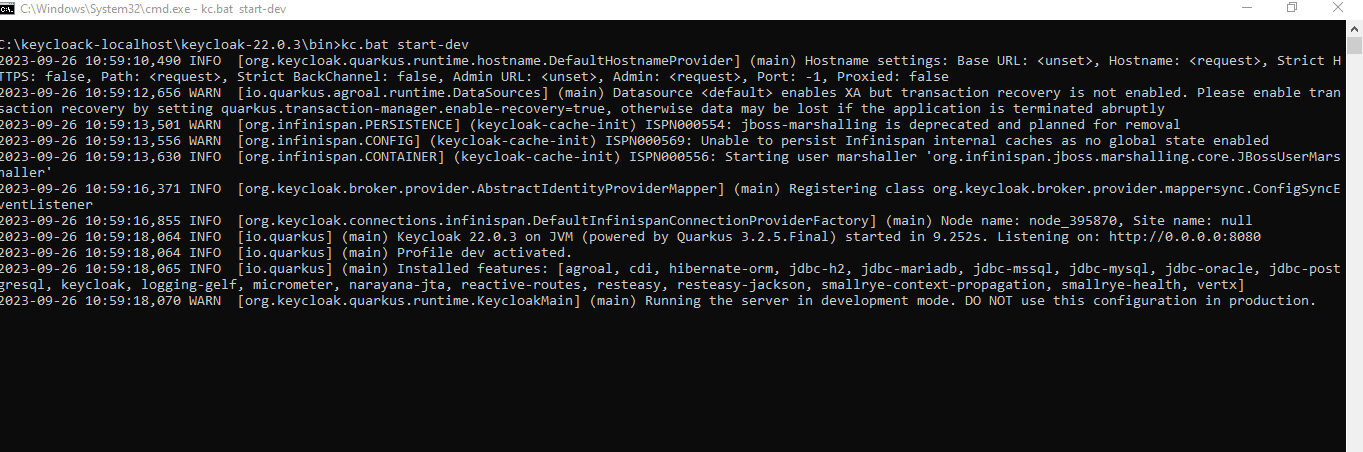 C:\Windows\System32\cmd.exe - kc.bat start-dev
C:\keycloack-localhost\keycloak-22.0.3\bin>kc.bat start-dev
2023-09-26 10:59:10,490 INFO  [org.keycloak.quarkus.runtime.hostname.DefaultHostnameProvider] (main) Hostname settings: Base URL: <unset>, Hostname: <request>, Strict H
TTPS: false, Path: <request>, Strict BackChannel: false, Admin URL: <unset>, Admin: <request>, Port: -1, Proxied: false
2023-09-26 10:59:12,656 WARN  [io.quarkus.agroal.runtime.DataSources] (main) Datasource <default> enables XA but transaction recovery is not enabled. Please enable tran
saction recovery by setting quarkus.transaction-manager.enable-recovery=true, otherwise data may be lost if the application is terminated abruptly
2023-09-26 10:59:13,501 WARN  [org.infinispan.PERSISTENCE] (keycloak-cache-init) ISPN000554: jboss-marshalling is deprecated and planned for removal
2023-09-26 10:59:13,556 WARN  [org.infinispan.CONFIG] (keycloak-cache-init) ISPN000569: Unable to persist Infinispan internal caches as no global state enabled
2023-09-26 10:59:13,630 INFO  [org.infinispan.CONTAINER] (keycloak-cache-init) ISPN000556: Starting user marshaller 'org.infinispan.jboss.marshalling.core.JBossUserMars
haller'
2023-09-26 10:59:16,371 INFO  [org.keycloak.broker.provider.AbstractIdentityProviderMapper] (main) Registering class org.keycloak.broker.provider.mappersync.ConfigSyncE
ventListener
2023-09-26 10:59:16,855 INFO  [org.keycloak.connections.infinispan.DefaultInfinispanConnectionProviderFactory] (main) Node name: node_395870, Site name: null
2023-09-26 10:59:18,064 INFO  [io.quarkus] (main) Keycloak 22.0.3 on JVM (powered by Quarkus 3.2.5.Final) started in 9.252s. Listening on: http://0.0.0.0:8080
2023-09-26 10:59:18,064 INFO  [io.quarkus] (main) Profile dev activated.
2023-09-26 10:59:18,065 INFO  [io.quarkus] (main) Installed features: [agroal, cdi, hibernate-orm, jdbc-h2, jdbc-mariadb, jdbc-mssql, jdbc-mysql, jdbc-oracle, jdbc-post
gresql, keycloak, logging-gelf, micrometer, narayana-jta, reactive-routes, resteasy, resteasy-jackson, smallrye-context-propagation, smallrye-health, vertx]
2023-09-26 10:59:18,070 WARN  [org.keycloak.quarkus.runtime.KeycloakMain] (main) Running the server in development mode. DO NOT use this configuration in production.